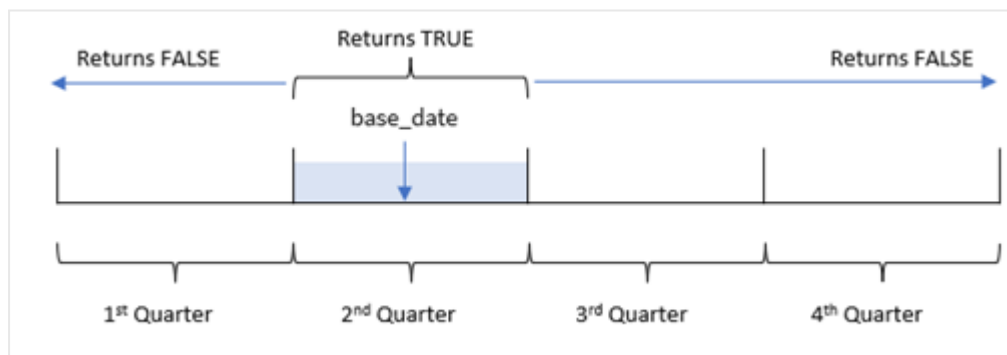 Returns TRUE
Returns FALSE
Returns FALSE
base_date
1st Quarter
2nd Quarter
3rd Quarter
4th Quarter